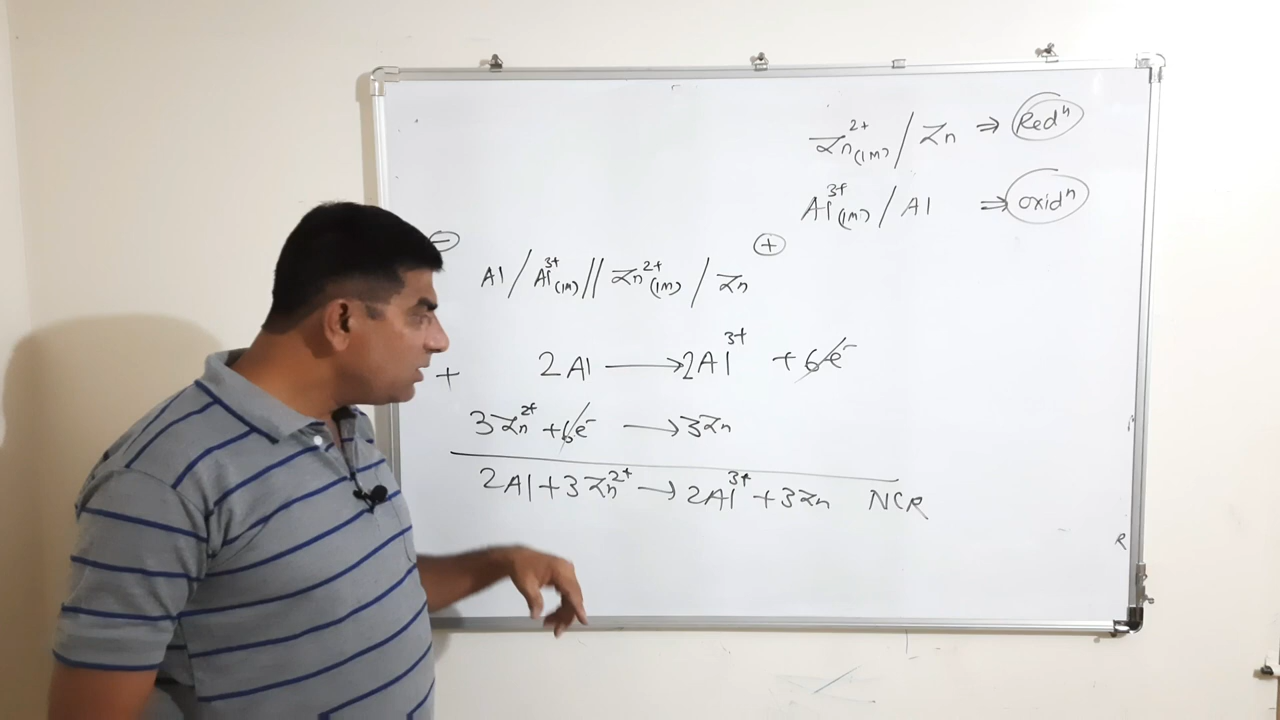 Zn²⁺(1M) / Zn ⇒ Redⁿ
Al³⁺(1M) / Al ⇒ oxidⁿ
⊖ ⊕
Al / Al³⁺(1M) // Zn²⁺(1M) / Zn
+ 2Al ⟶ 2Al³⁺ + 6e⁻
3Zn²⁺ + 6e⁻ ⟶ 3Zn
2Al + 3Zn²⁺ ⟶ 2Al³⁺ + 3Zn NCR
R